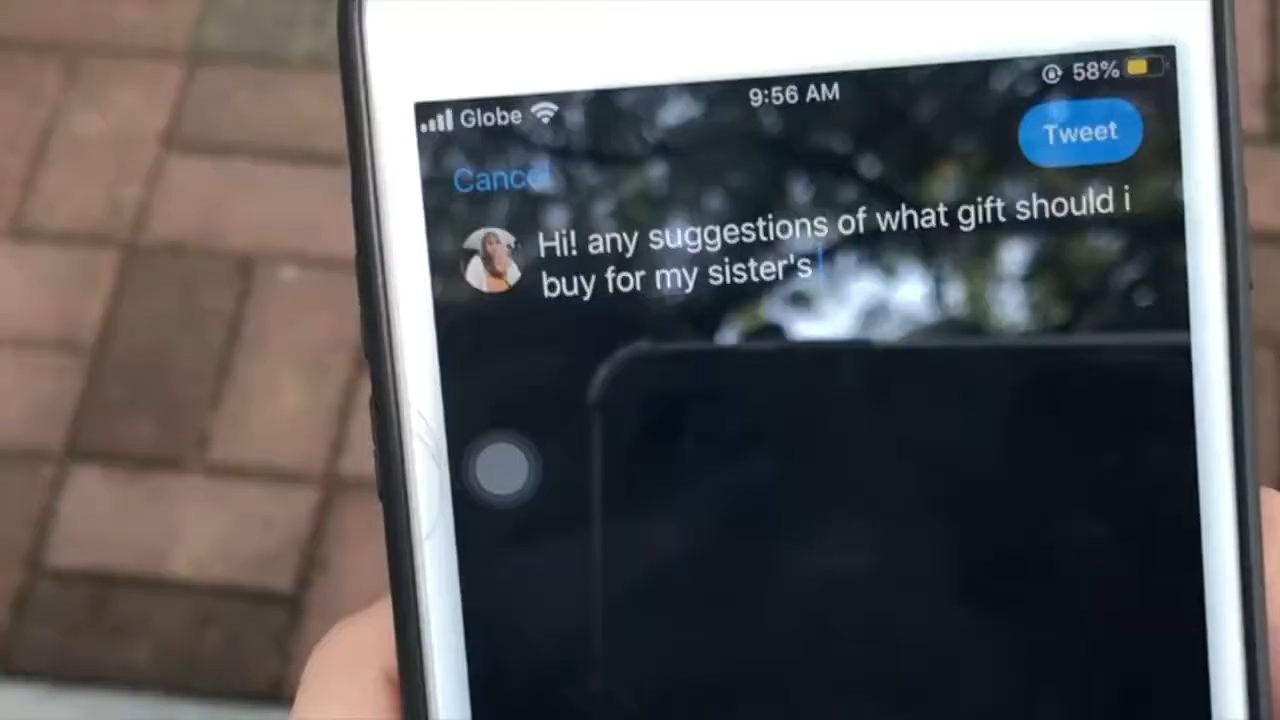 Globe
9:56 AM
58%
Cancel
Tweet
Hi! any suggestions of what gift should i
buy for my sister's